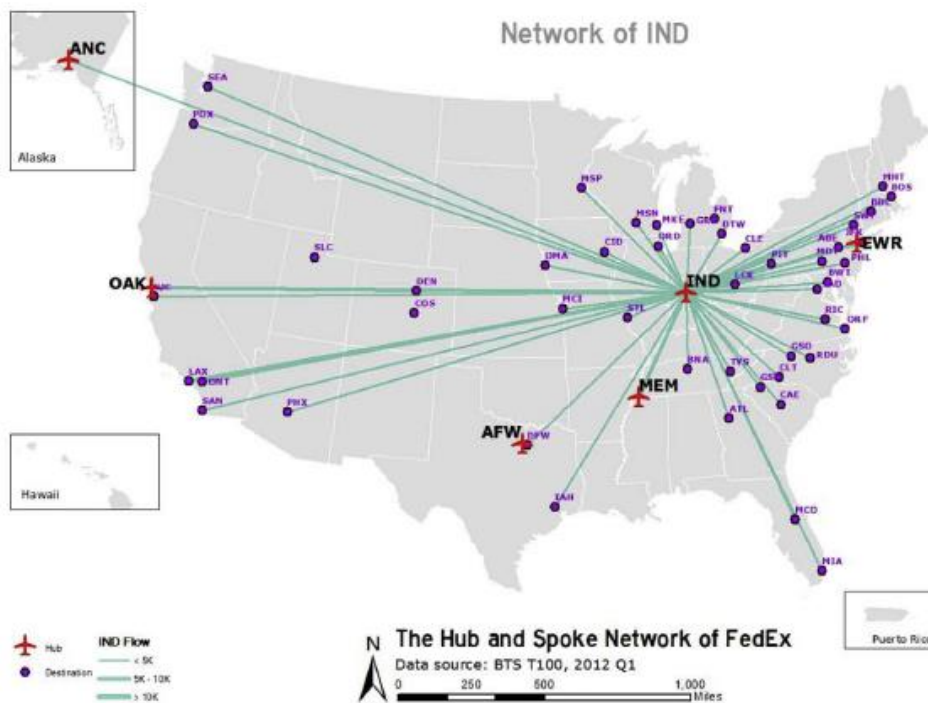 Network of IND
ANC
Alaska
SEA
PDX
MSP
MNT
BOS
MSN
MKE
FNT
DTW
ORD
CLE
EWR
PIT
PHL
SLC
CID
OMA
OAK
DEN
COS
MCI
STL
IND
LCK
BWI
RIC
ORF
GSO
RDU
LAX
ONT
SAN
PHX
BNA
TYS
CLT
CAE
MEM
ATL
AFW
DFW
IAH
MCO
MIA
Hawaii
Puerto Rico
Hub
Destination
IND Flow
< 5K
5K - 10K
> 10K
N
The Hub and Spoke Network of FedEx
Data source: BTS T100, 2012 Q1
0 250 500 1,000
Miles